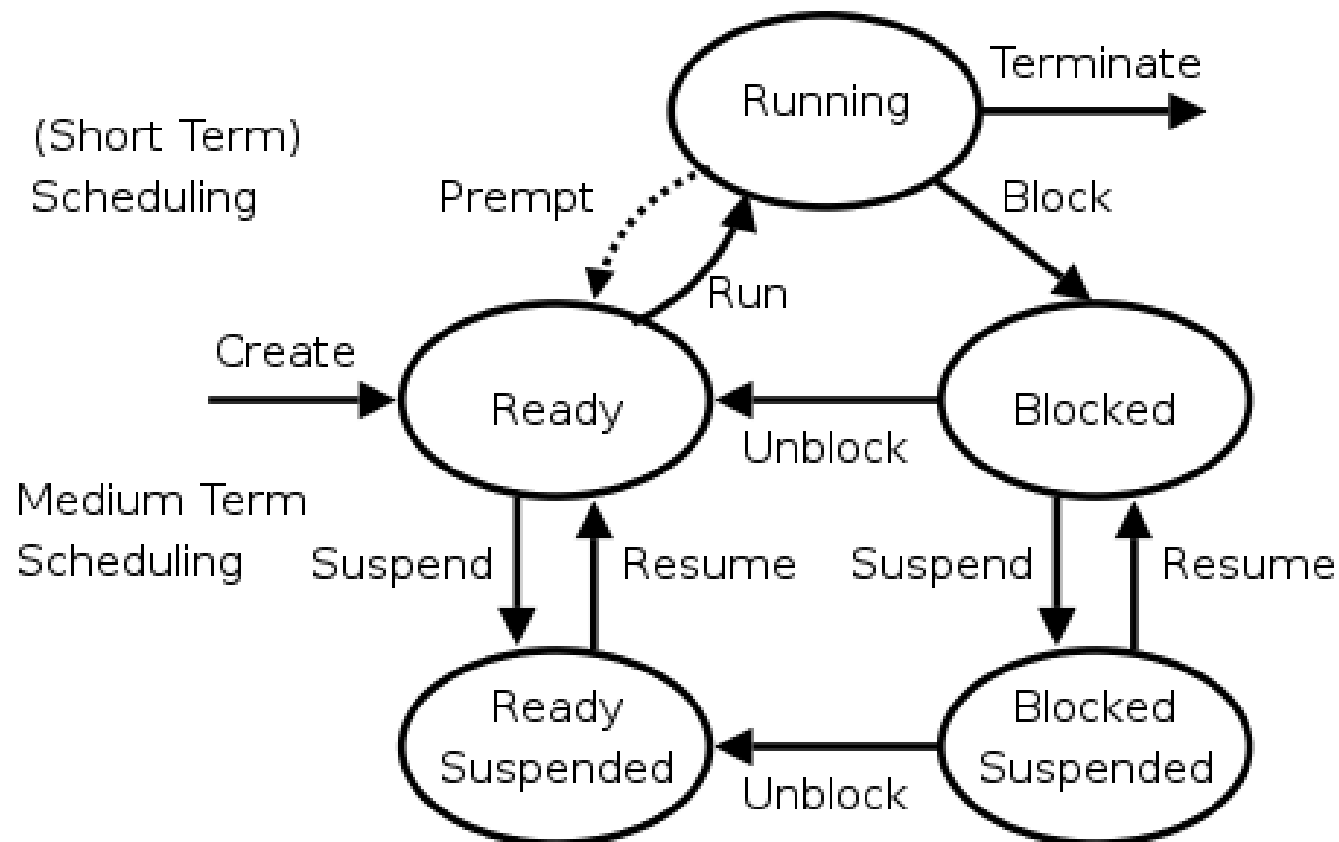 Terminate
Running
(Short Term)
Scheduling
Prempt
Block
Run
Create
Ready
Blocked
Unblock
Medium Term
Scheduling
Suspend
Resume
Suspend
Resume
Ready
Suspended
Blocked
Suspended
Unblock